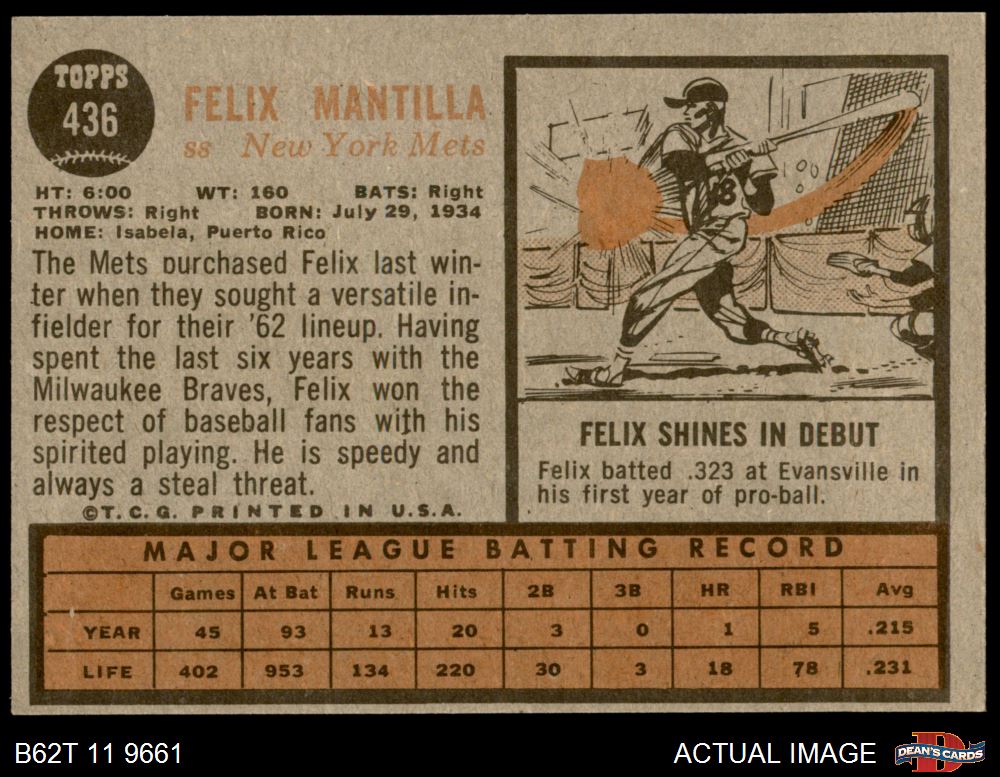 TOPPS
436
FELIX MANTILLA
ss New York Mets
HT: 6:00 WT: 160 BATS: Right
THROWS: Right BORN: July 29, 1934
HOME: Isabela, Puerto Rico
The Mets purchased Felix last win-
ter when they sought a versatile in-
fielder for their '62 lineup. Having
spent the last six years with the
Milwaukee Braves, Felix won the
respect of baseball fans with his
spirited playing. He is speedy and
always a steal threat.
©T.C.G. PRINTED IN U.S.A.
18
FELIX SHINES IN DEBUT
Felix batted .323 at Evansville in
his first year of pro-ball.
MAJOR LEAGUE BATTING RECORD
Games At Bat Runs Hits 2B 3B HR RBI Avg
YEAR 45 93 13 20 3 0 1 5 .215
LIFE 402 953 134 220 30 3 18 78 .231
B62T 11 9661
ACTUAL IMAGE
D
DEAN'S CARDS